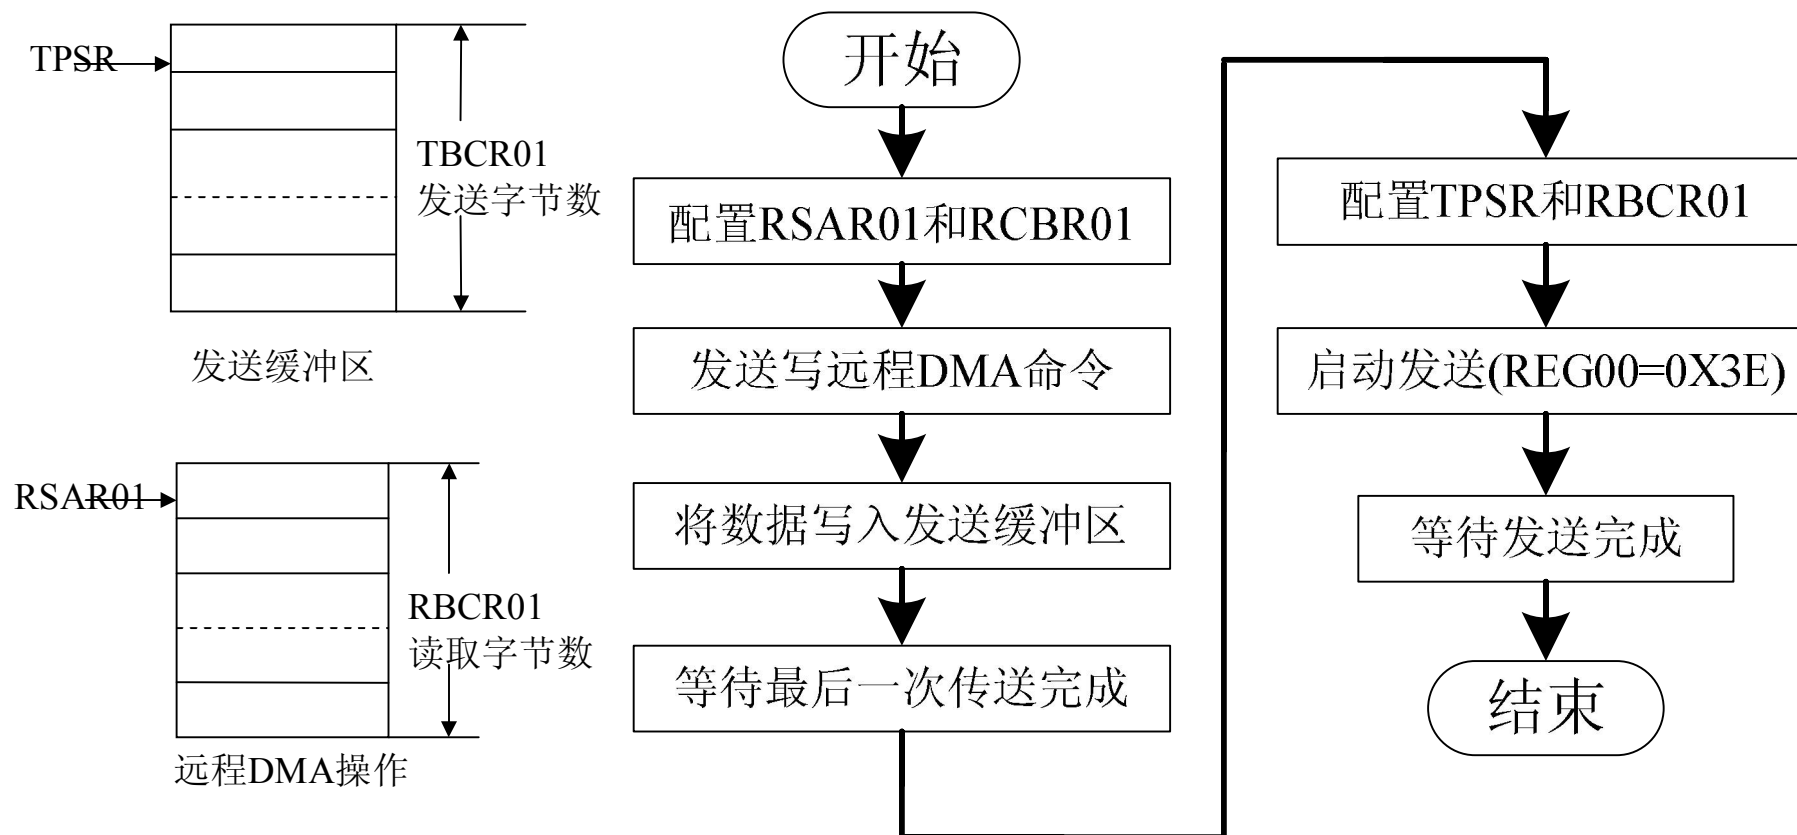 TPSR
TBCR01
发送字节数
发送缓冲区
RSAR01
RBCR01
读取字节数
远程DMA操作
开始
配置RSAR01和RCBR01
发送写远程DMA命令
将数据写入发送缓冲区
等待最后一次传送完成
配置TPSR和RBCR01
启动发送(REG00=0X3E)
等待发送完成
结束